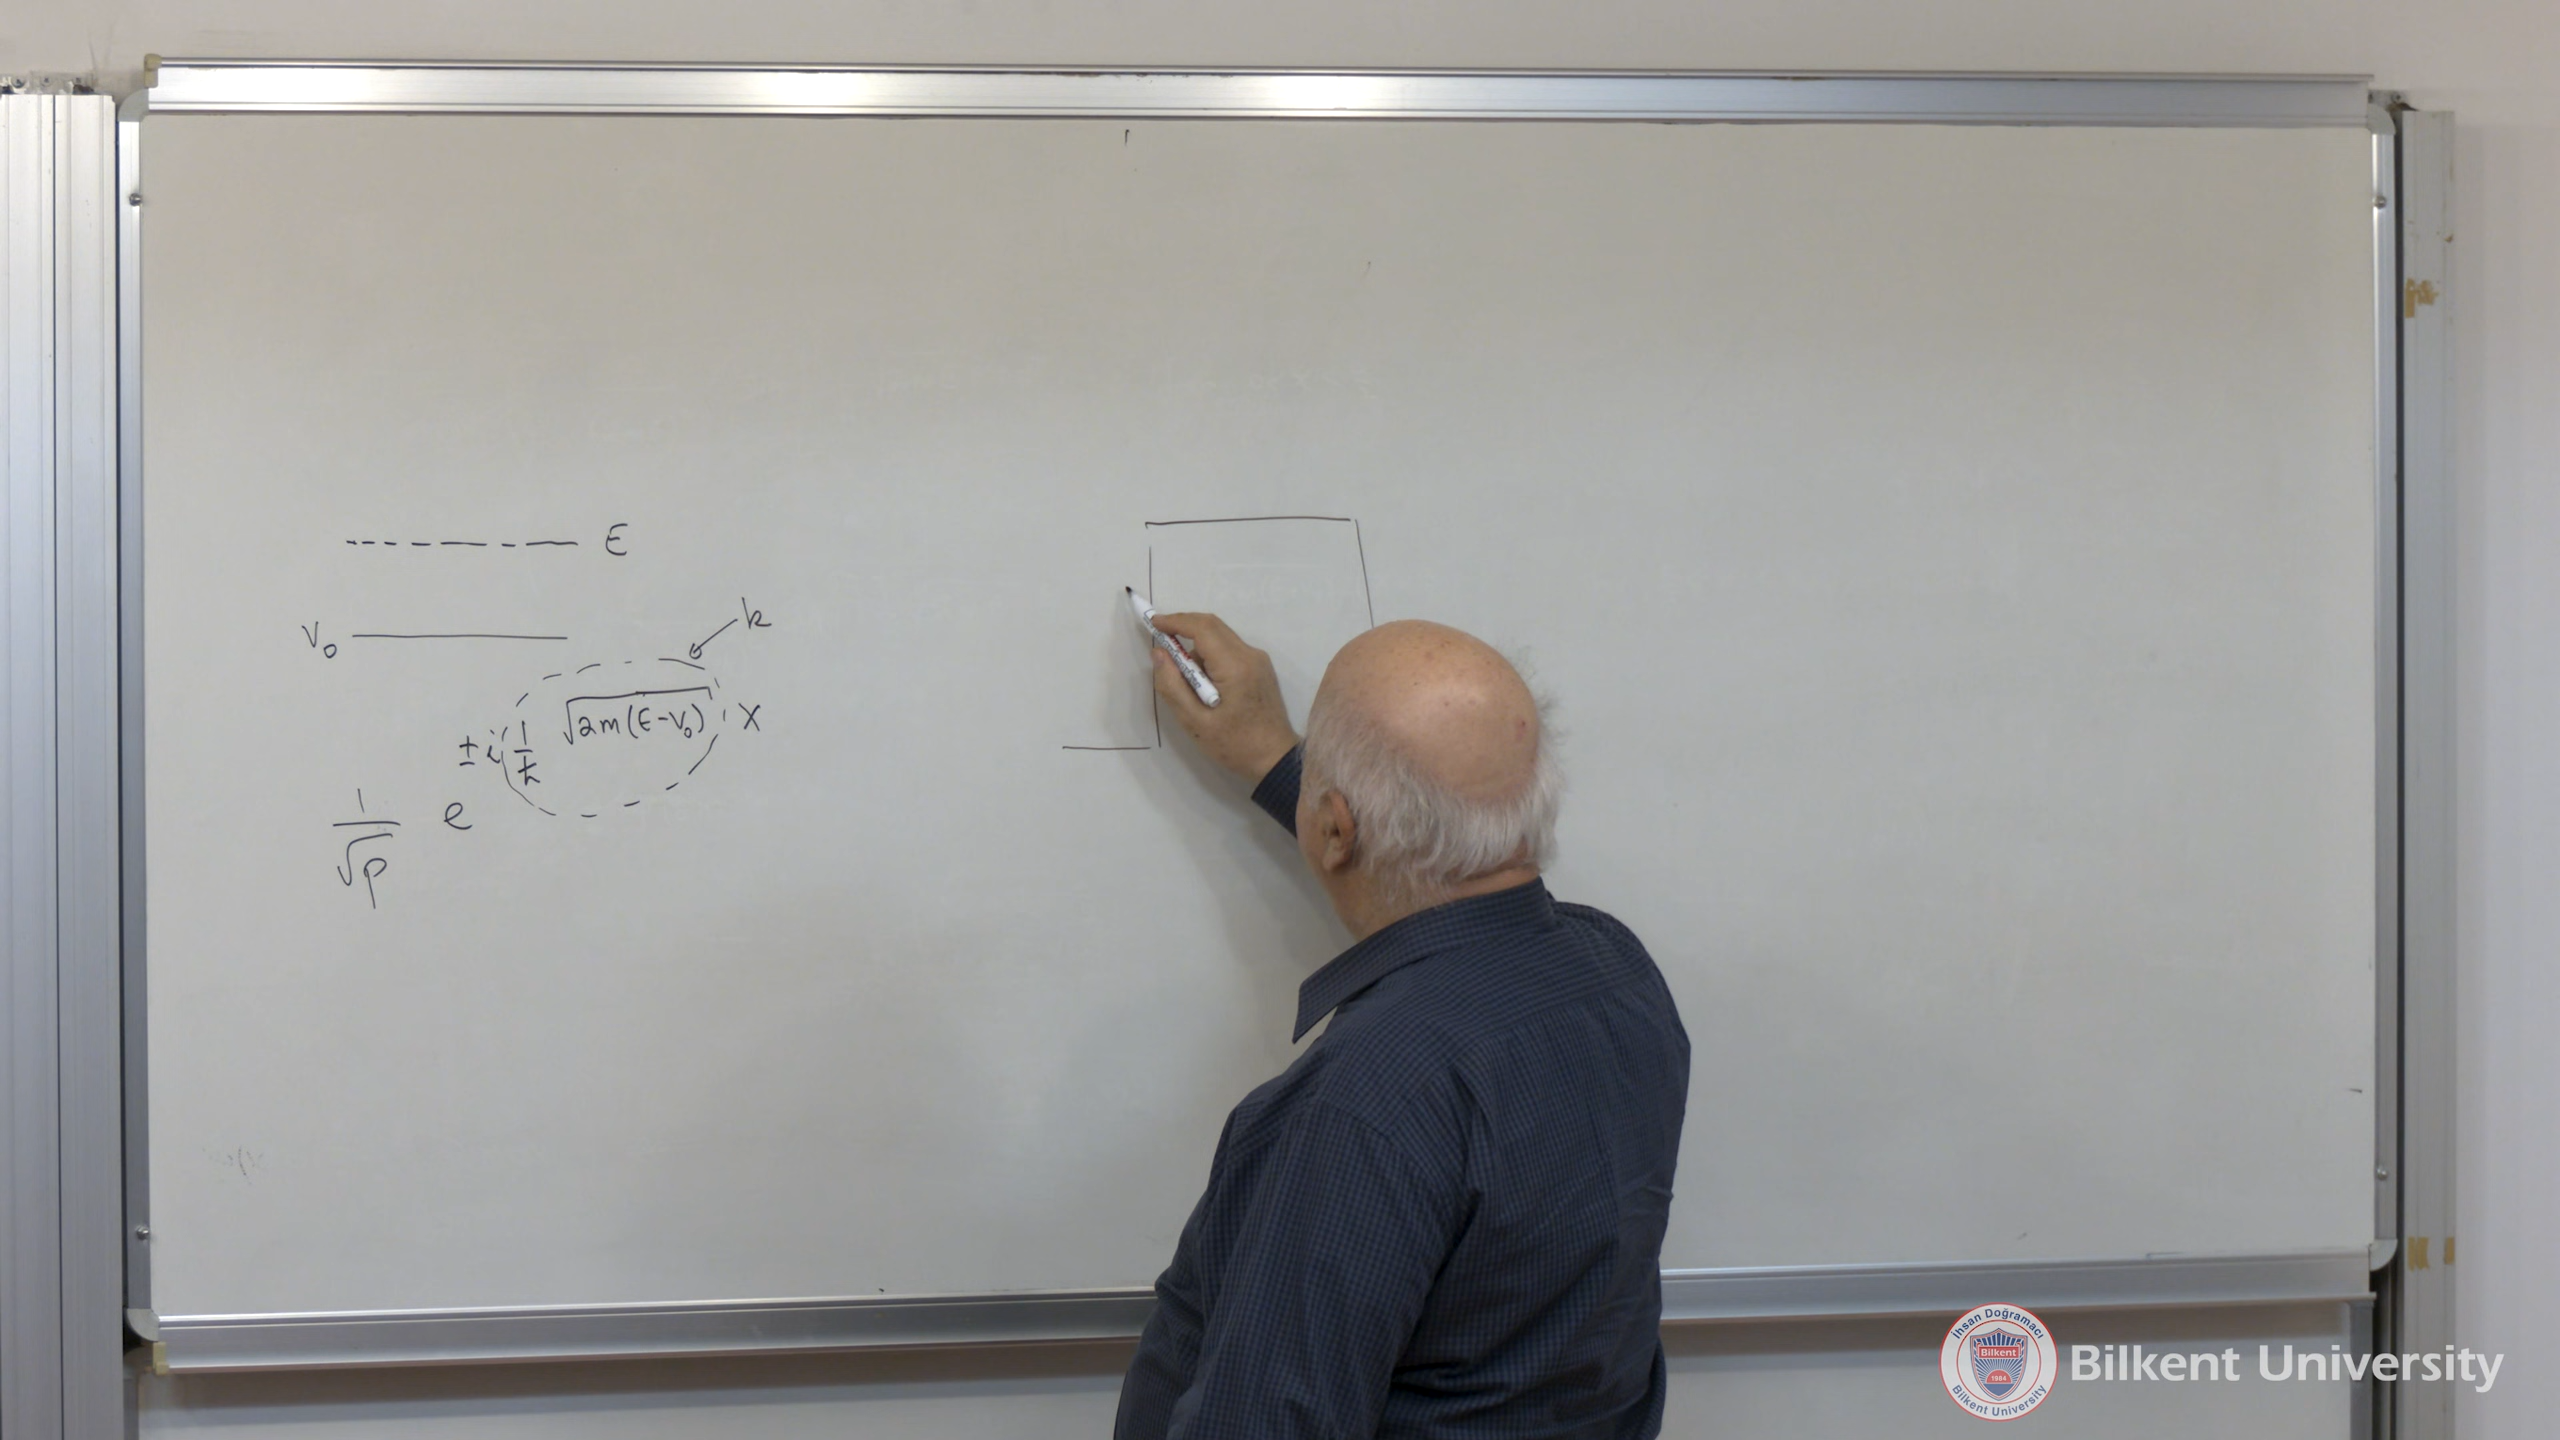 E
V₀
k
± i 1/ħ √2m(E-V₀) x
1/√p e
İhsan Doğramacı
Bilkent
1984
Bilkent University
Bilkent University